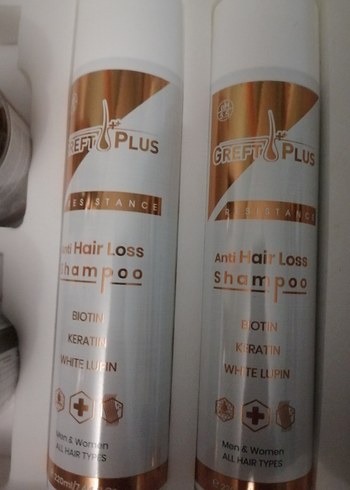 GREFT PLUS
RESISTANCE
Anti Hair Loss
Shampoo
BIOTIN
KERATIN
WHITE LUPIN
Men & Women
ALL HAIR TYPES
GREFT PLUS
RESISTANCE
Anti Hair Loss
Shampoo
BIOTIN
KERATIN
WHITE LUPIN
Men & Women
ALL HAIR TYPES